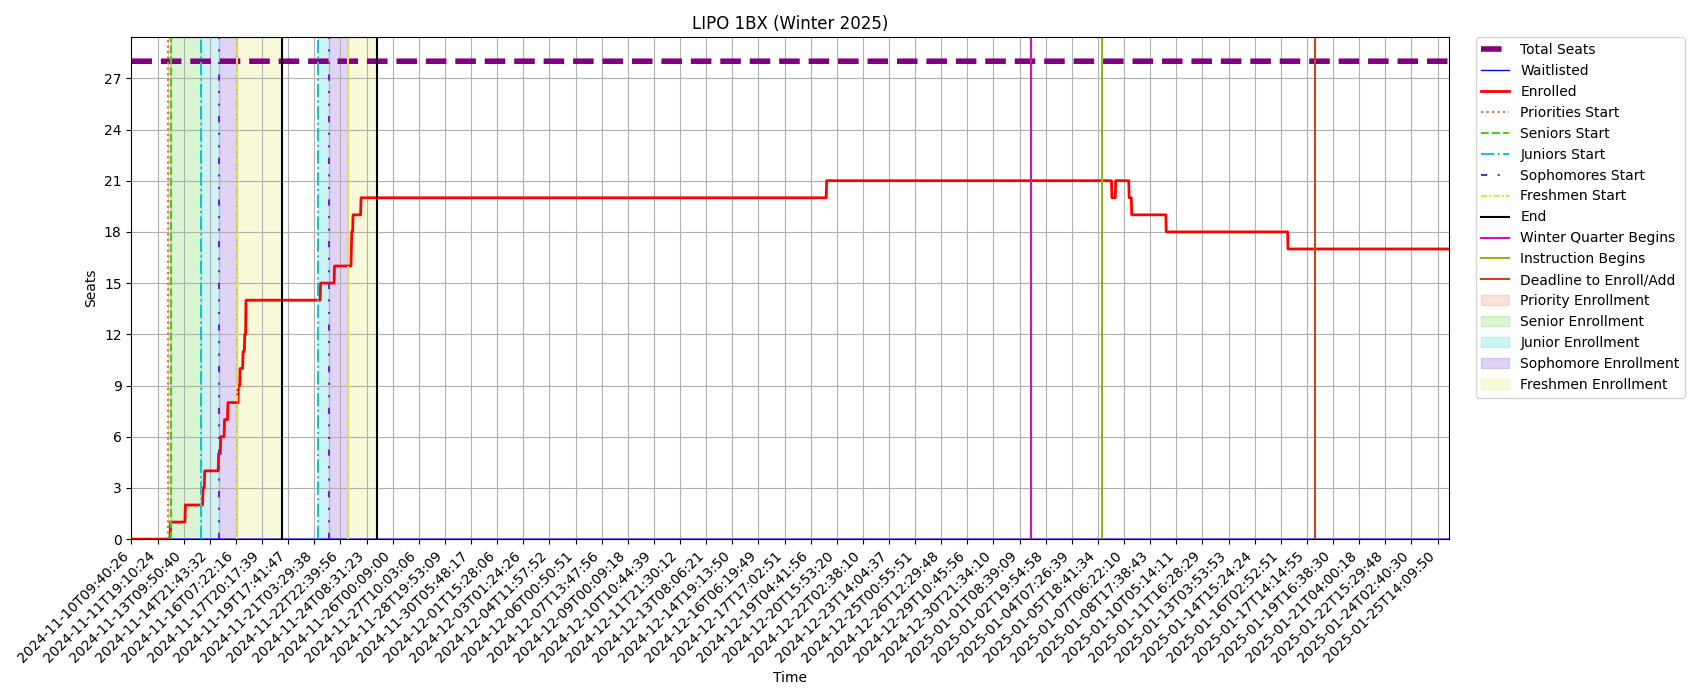 LIPO 1BX (Winter 2025)
Seats
27
24
21
18
15
12
9
6
3
0
2024-11-10T09:40:26
2024-11-11T19:10:24
2024-11-13T09:50:40
2024-11-14T21:43:32
2024-11-16T07:22:16
2024-11-17T20:17:39
2024-11-19T17:41:47
2024-11-21T03:29:38
2024-11-22T22:39:56
2024-11-24T08:31:23
2024-11-26T00:09:00
2024-11-27T10:03:06
2024-11-28T19:53:09
2024-11-30T05:48:17
2024-12-01T15:28:06
2024-12-03T01:24:26
2024-12-04T11:57:52
2024-12-06T00:50:51
2024-12-07T13:47:56
2024-12-09T00:09:18
2024-12-10T10:44:39
2024-12-11T21:30:12
2024-12-13T08:06:21
2024-12-14T19:13:50
2024-12-16T06:19:49
2024-12-17T17:02:51
2024-12-19T04:41:56
2024-12-20T15:53:20
2024-12-22T02:38:10
2024-12-23T14:04:37
2024-12-25T00:55:51
2024-12-26T12:29:48
2024-12-29T10:45:56
2024-12-30T21:34:10
2025-01-01T08:39:09
2025-01-02T19:54:58
2025-01-04T07:26:39
2025-01-05T18:41:34
2025-01-07T06:22:10
2025-01-08T17:38:43
2025-01-10T05:14:11
2025-01-11T16:28:29
2025-01-13T03:53:53
2025-01-14T15:24:24
2025-01-16T02:52:51
2025-01-17T14:14:55
2025-01-19T16:38:30
2025-01-21T04:00:18
2025-01-22T15:29:48
2025-01-24T02:40:30
2025-01-25T14:09:50
Time
Total Seats
Waitlisted
Enrolled
Priorities Start
Seniors Start
Juniors Start
Sophomores Start
Freshmen Start
End
Winter Quarter Begins
Instruction Begins
Deadline to Enroll/Add
Priority Enrollment
Senior Enrollment
Junior Enrollment
Sophomore Enrollment
Freshmen Enrollment